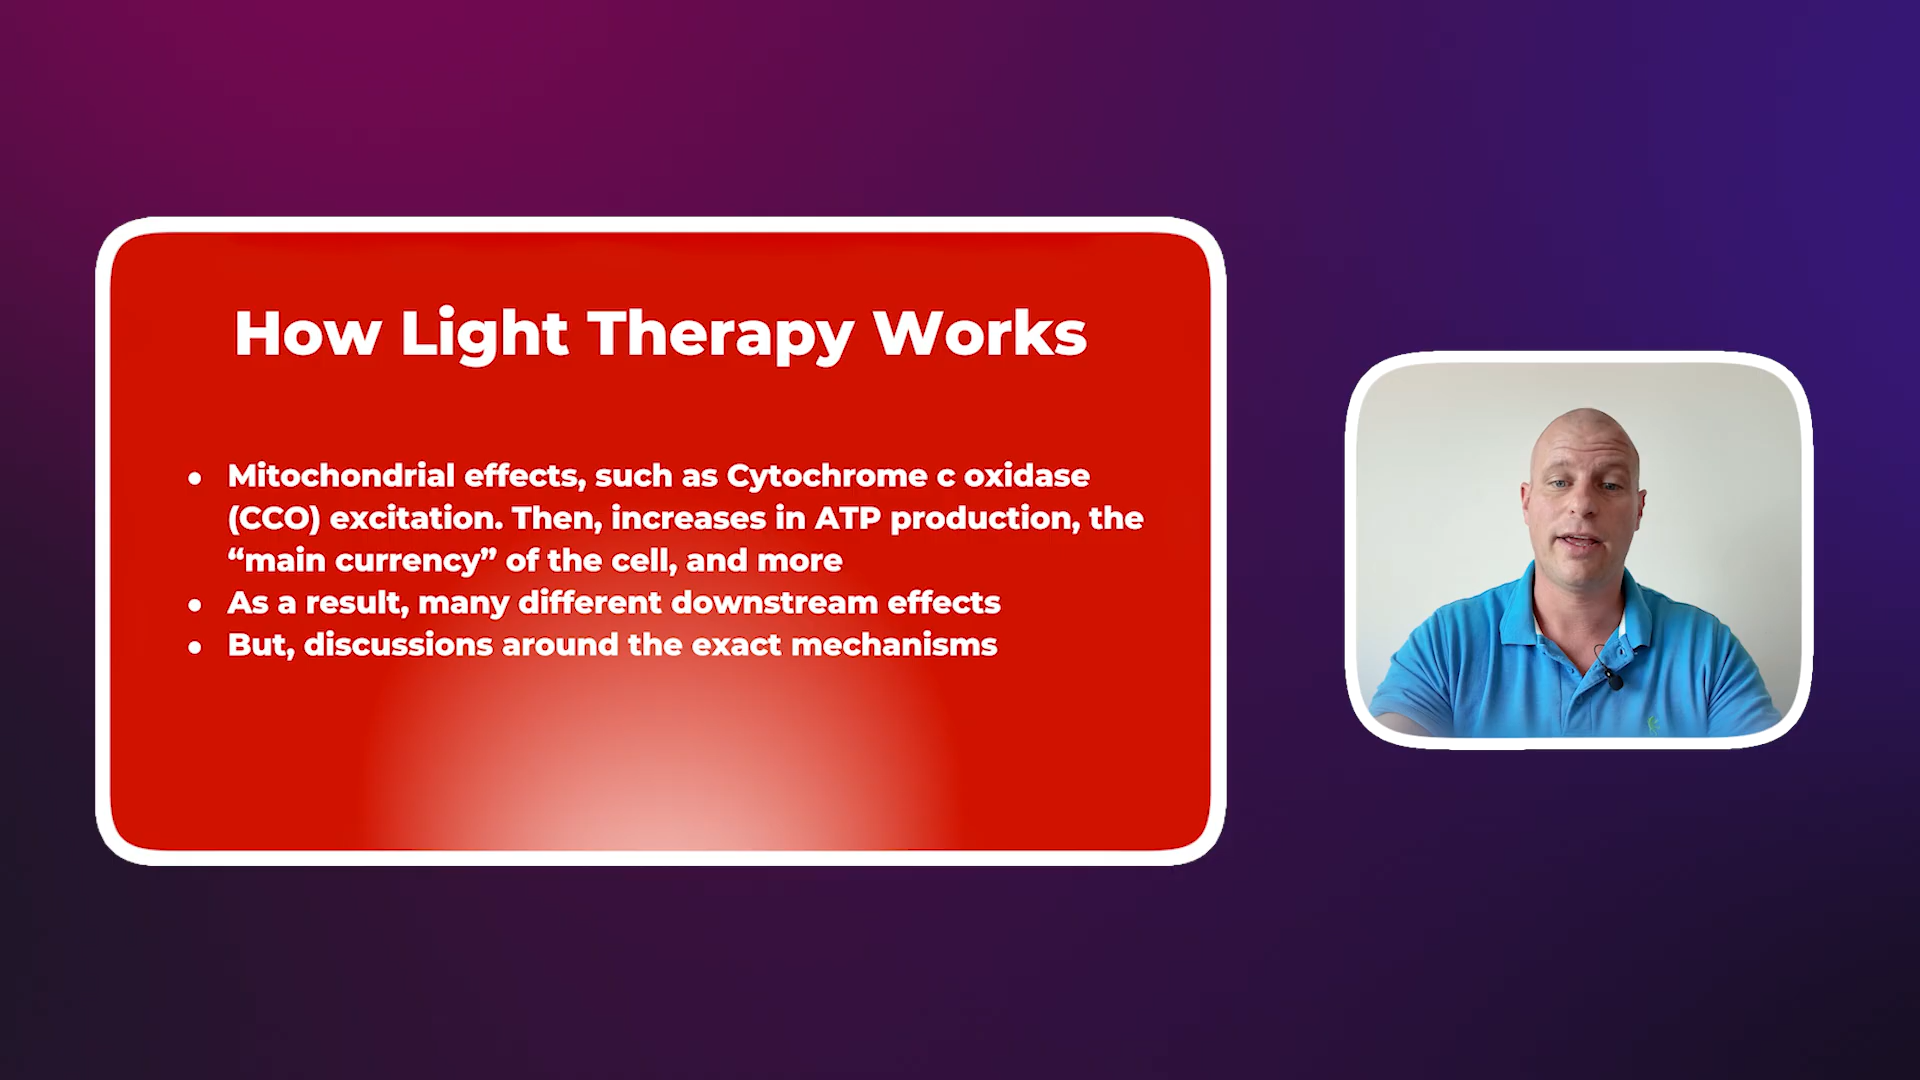 How Light Therapy Works
• Mitochondrial effects, such as Cytochrome c oxidase
(CCO) excitation. Then, increases in ATP production, the
“main currency” of the cell, and more
• As a result, many different downstream effects
• But, discussions around the exact mechanisms